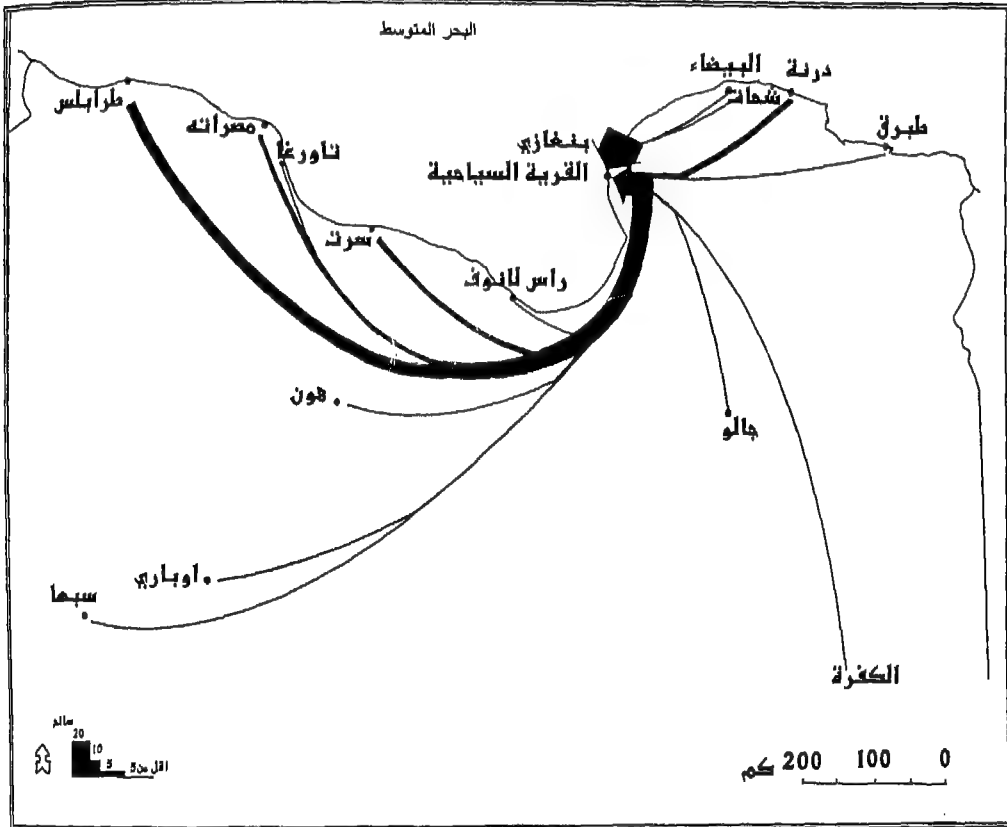 البحر المتوسط
البيضاء
درنة
شحات
طرابلس
مصراته
تاورغا
طبرق
بنغازي
القرية السياحية
سرت
راس لانوف
هون
جالو
اوباري
سبها
الكفرة
سائح
20
10
5
اقل من 5
كم 200 100 0